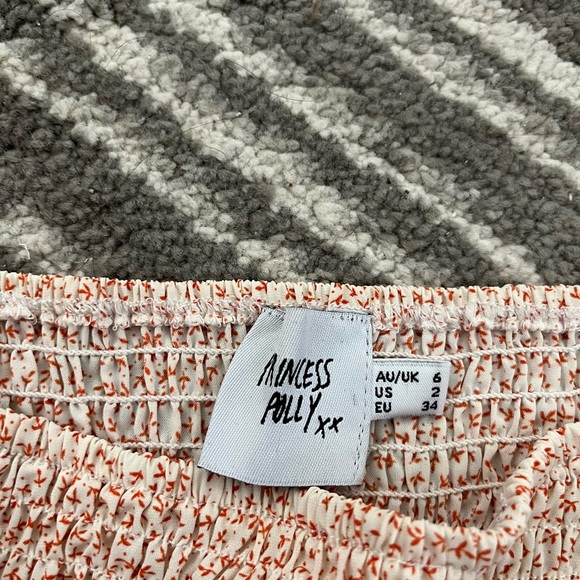 PRINCESS
POLLY xx
AU/UK 6
US 2
EU 34